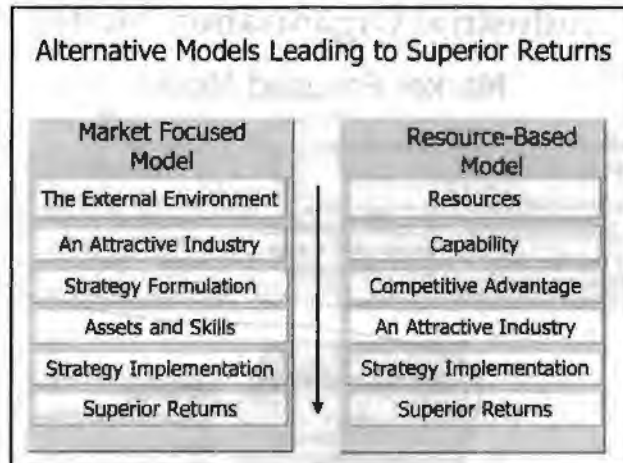 Alternative Models Leading to Superior Returns
Market Focused
Model
The External Environment
An Attractive Industry
Strategy Formulation
Assets and Skills
Strategy Implementation
Superior Returns
Resource-Based
Model
Resources
Capability
Competitive Advantage
An Attractive Industry
Strategy Implementation
Superior Returns